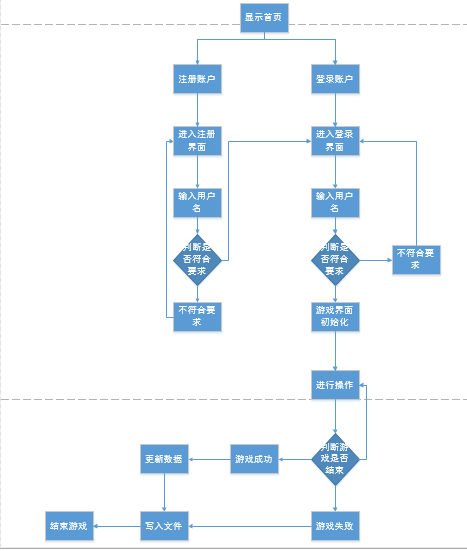 显示首页
注册账户
登录账户
进入注册
界面
进入登录
界面
输入用户
名
输入用户
名
判断是
否符合
要求
判断是
否符合
要求
不符合要
求
不符合要
求
游戏界面
初始化
进行操作
判断游
戏是否
结束
更新数据
游戏成功
结束游戏
写入文件
游戏失败